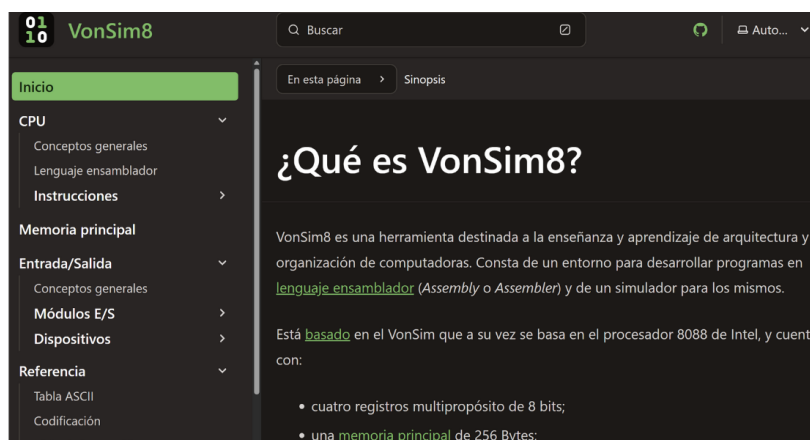 01
10
VonSim8
Buscar
Auto...
Inicio
CPU
Conceptos generales
Lenguaje ensamblador
Instrucciones
Memoria principal
Entrada/Salida
Conceptos generales
Módulos E/S
Dispositivos
Referencia
Tabla ASCII
Codificación
En esta página
Sinopsis
¿Qué es VonSim8?
VonSim8 es una herramienta destinada a la enseñanza y aprendizaje de arquitectura y
organización de computadoras. Consta de un entorno para desarrollar programas en
lenguaje ensamblador (Assembly o Assembler) y de un simulador para los mismos.
Está basado en el VonSim que a su vez se basa en el procesador 8088 de Intel, y cuent
con:
• cuatro registros multipropósito de 8 bits;
• una memoria principal de 256 Bytes;